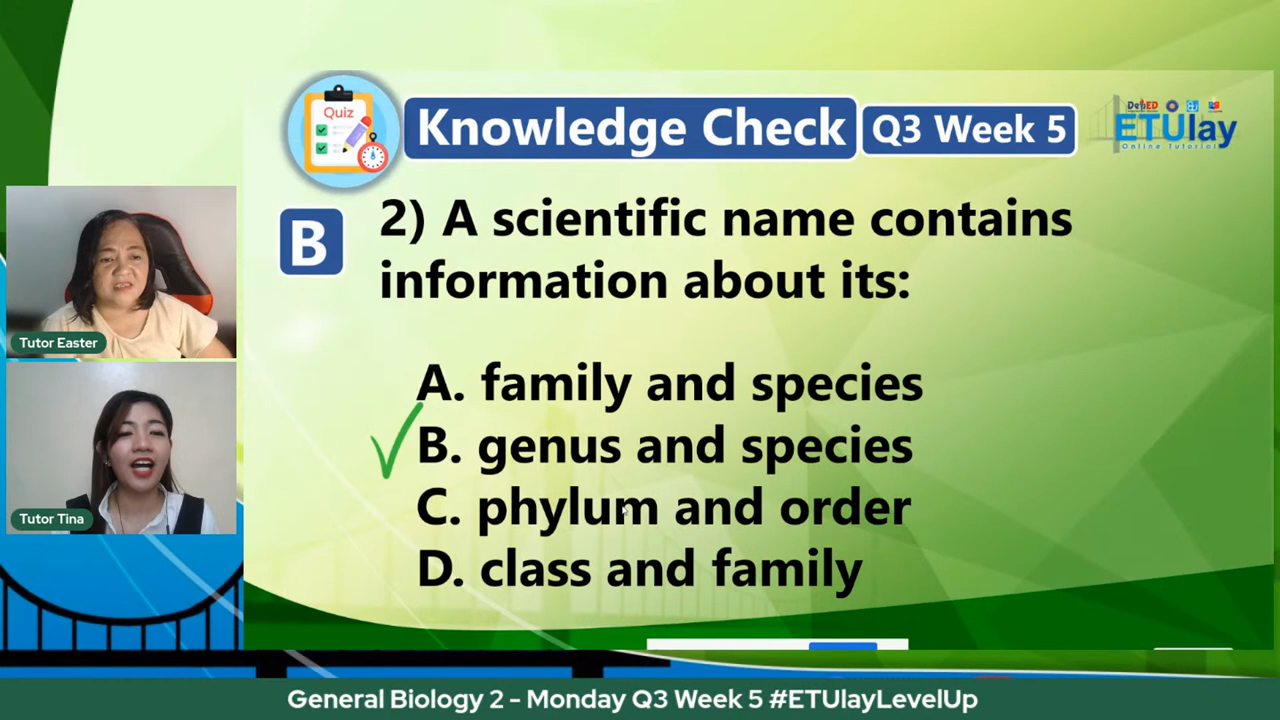 Quiz
Knowledge Check
Q3 Week 5
DepED
ETUlay
Online Tutorial
B
2) A scientific name contains
information about its:
A. family and species
B. genus and species
C. phylum and order
D. class and family
Tutor Easter
Tutor Tina
General Biology 2 - Monday Q3 Week 5 #ETUlayLevelUp